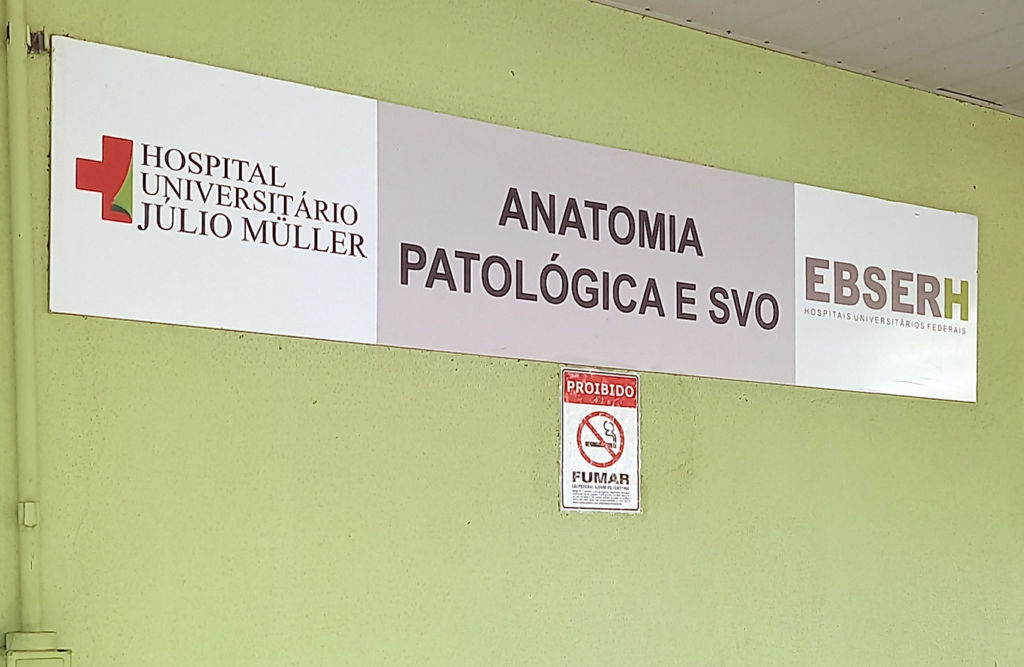 HOSPITAL
UNIVERSITÁRIO
JÚLIO MÜLLER
ANATOMIA
PATOLÓGICA E SVO
EBSERH
HOSPITAIS UNIVERSITÁRIOS FEDERAIS
PROIBIDO
FUMAR